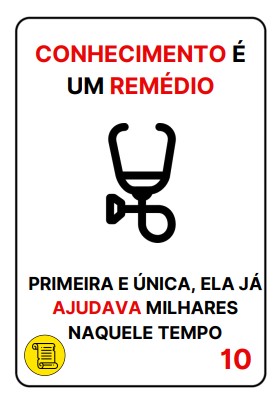 CONHECIMENTO É
UM REMÉDIO
PRIMEIRA E ÚNICA, ELA JÁ
AJUDAVA MILHARES
NAQUELE TEMPO
10